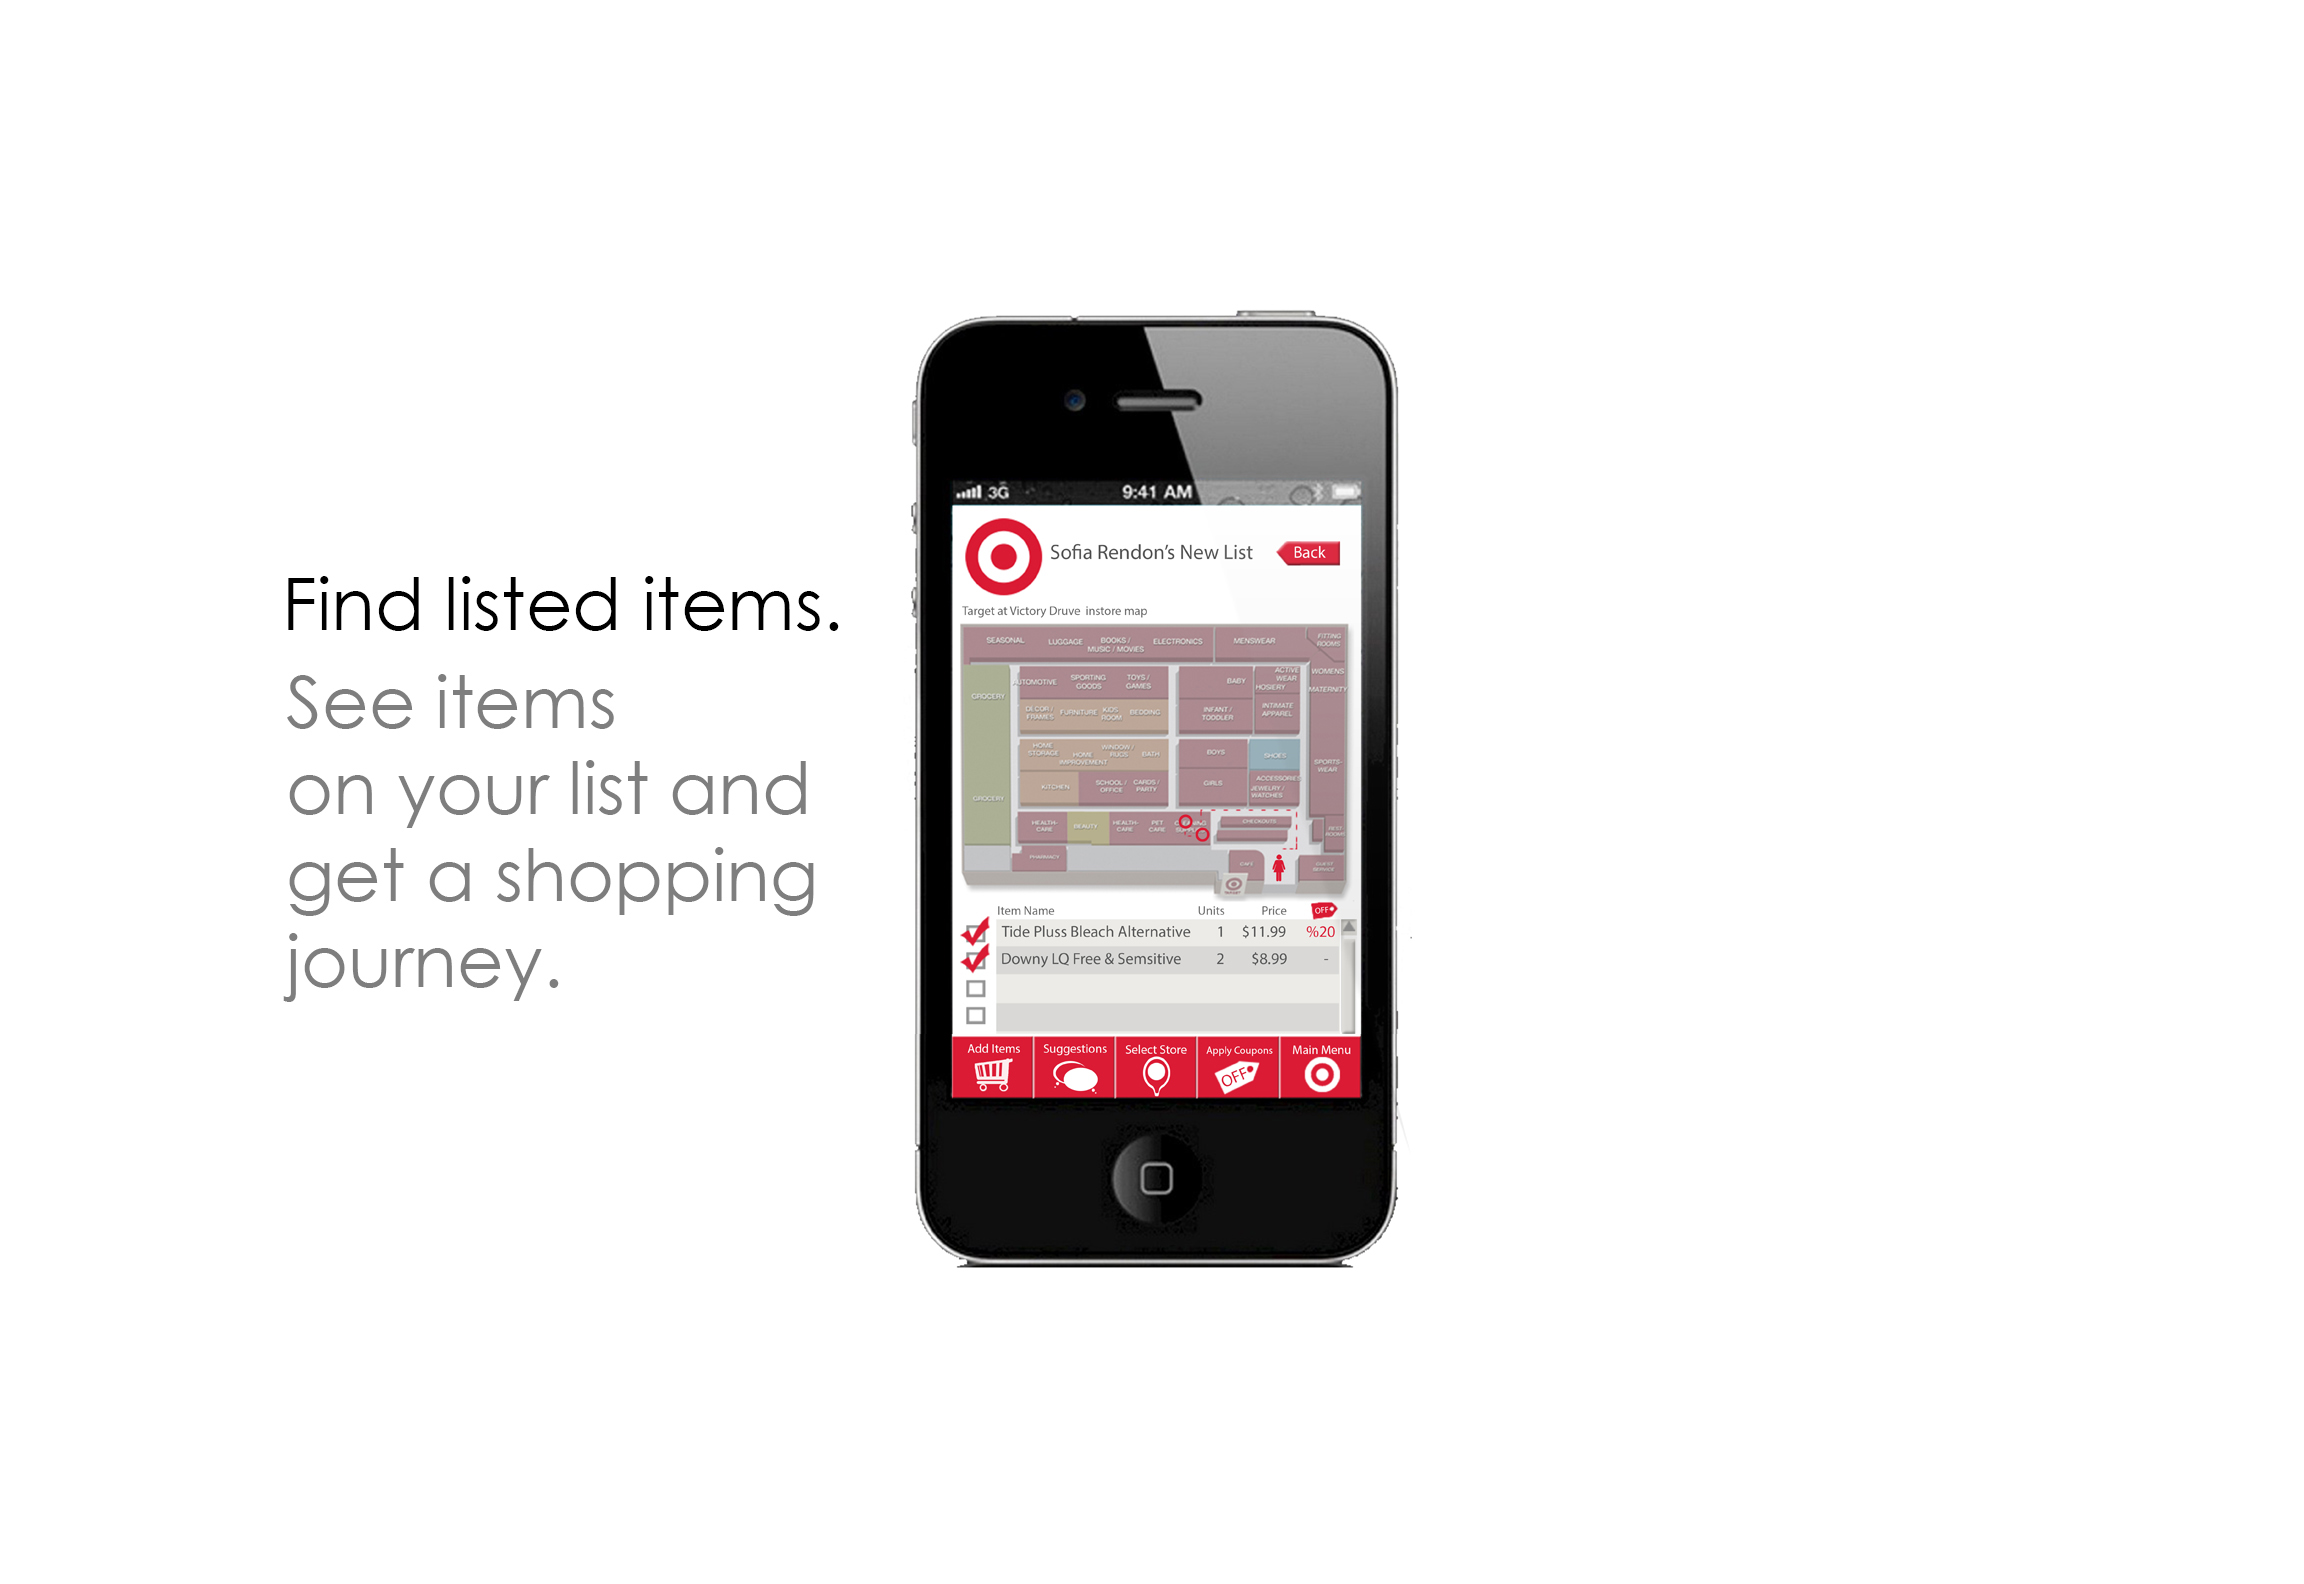 Find listed items.
See items
on your list and
get a shopping
journey.
3G
9:41 AM
Sofia Rendon's New List
Back
Target at Victory Druve instore map
SEASONAL
LUGGAGE
BOOKS /
MUSIC / MOVIES
ELECTRONICS
MENSWEAR
FITTING
ROOMS
GROCERY
AUTOMOTIVE
SPORTING
GOODS
TOYS /
GAMES
BABY
ACTIVE
WEAR
HOSIERY
WOMENS
MATERNITY
DECOR /
FRAMES
FURNITURE
KIDS
ROOM
BEDDING
INFANT /
TODDLER
INTIMATE
APPAREL
HOME
STORAGE
HOME
IMPROVEMENT
WINDOW /
RUGS
BATH
BOYS
SHOES
SPORTS-
WEAR
GROCERY
KITCHEN
SCHOOL /
OFFICE
CARDS /
PARTY
GIRLS
ACCESSORIES
JEWELRY /
WATCHES
HEALTH-
CARE
BEAUTY
HEALTH-
CARE
PET
CARE
CHECKOUTS
REST
ROOMS
PHARMACY
CAFE
GUEST
SERVICE
Item Name Units Price OFF
Tide Pluss Bleach Alternative 1 $11.99 %20
Downy LQ Free & Semsitive 2 $8.99 -
Add Items
Suggestions
Select Store
Apply Coupons
OFF
Main Menu